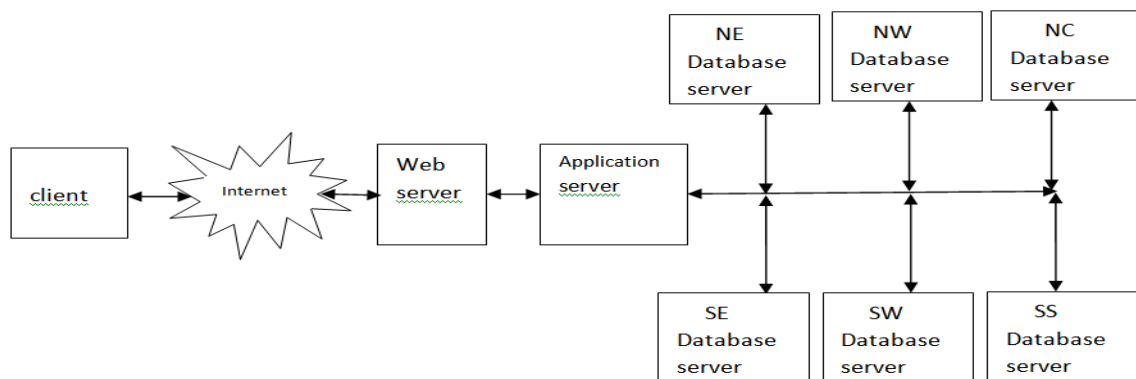 client
Internet
Web
server
Application
server
NE
Database
server
NW
Database
server
NC
Database
server
SE
Database
server
SW
Database
server
SS
Database
server